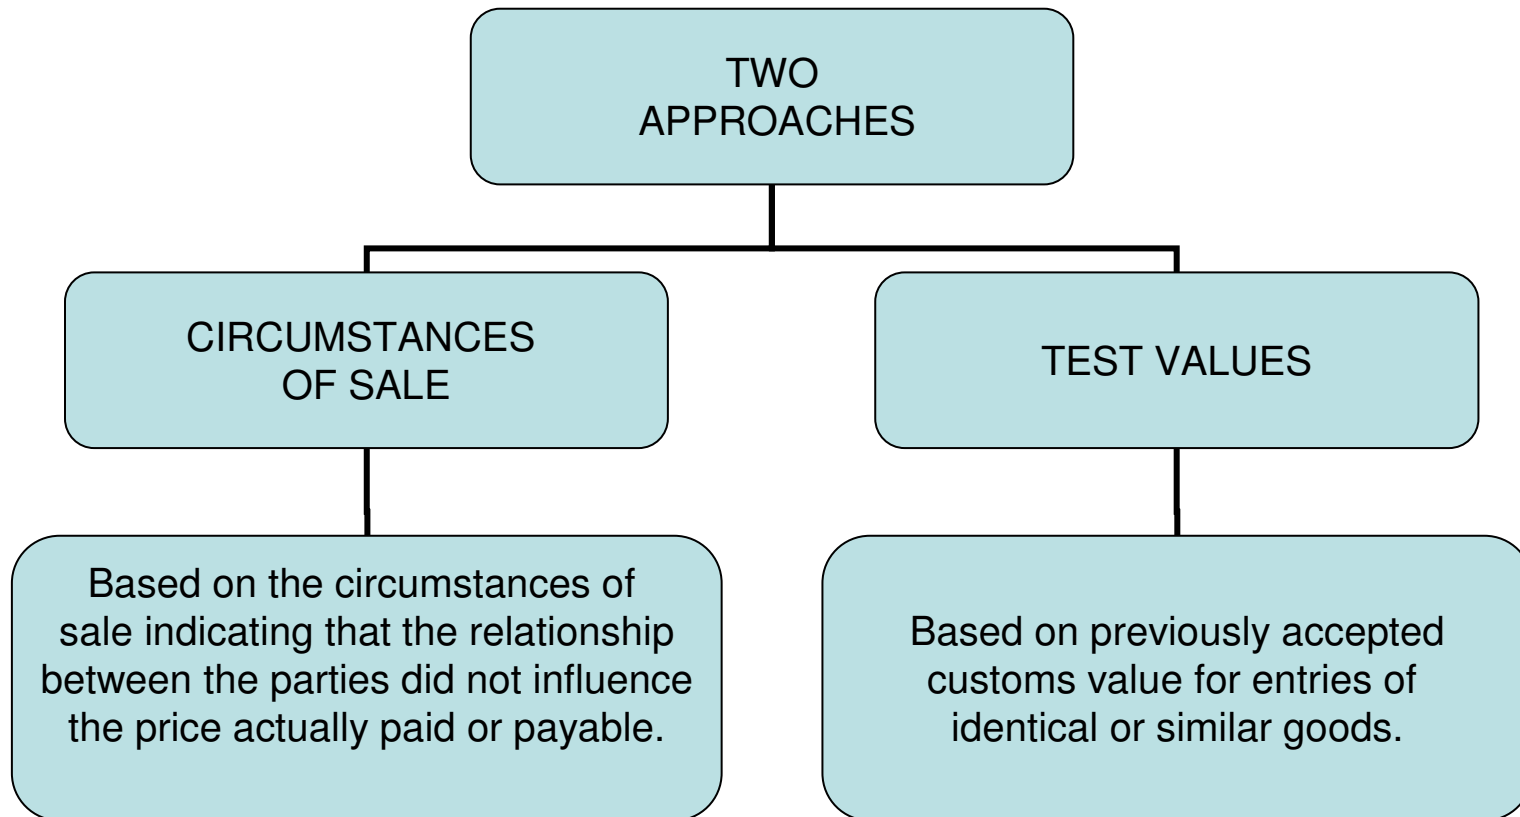 TWO
APPROACHES
CIRCUMSTANCES
OF SALE
TEST VALUES
Based on the circumstances of
sale indicating that the relationship
between the parties did not influence
the price actually paid or payable.
Based on previously accepted
customs value for entries of
identical or similar goods.